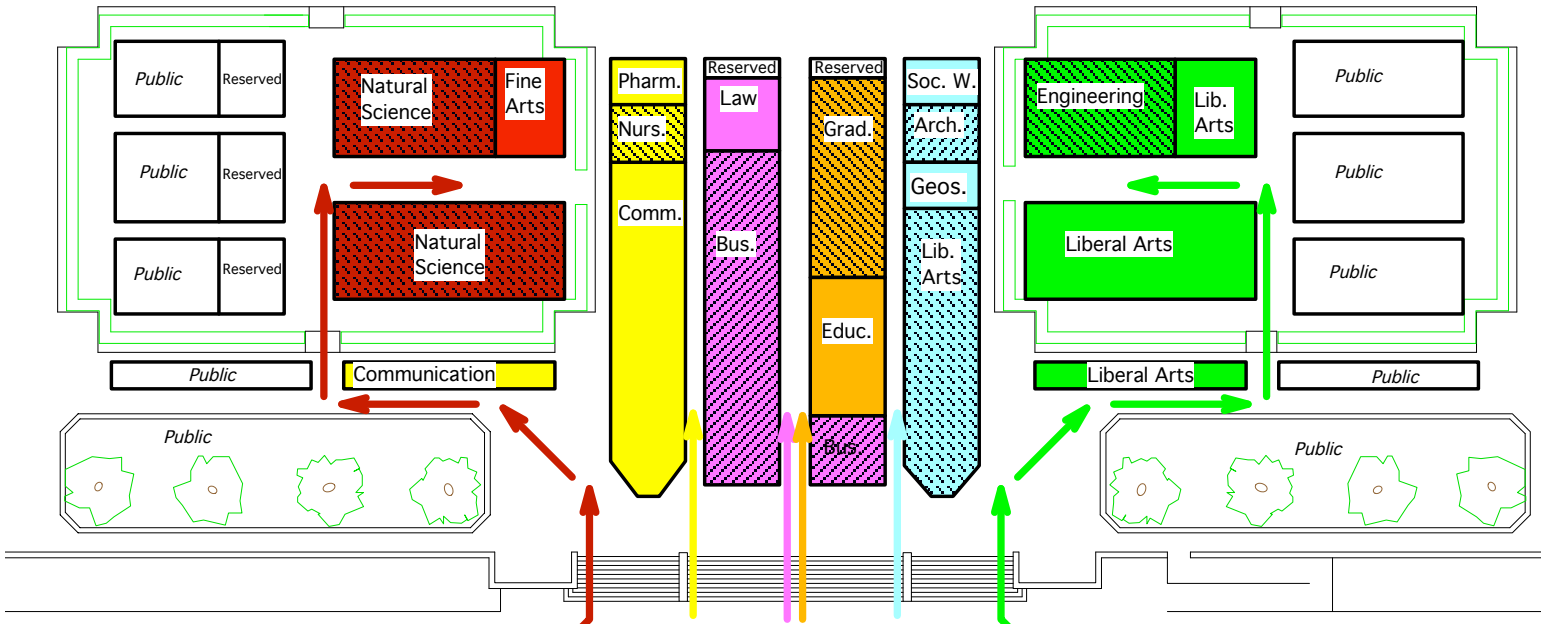 Public
Reserved
Public
Reserved
Public
Reserved
Natural
Science
Fine
Arts
Natural
Science
Public
Communication
Public
Pharm.
Nurs.
Comm.
Law
Bus.
Reserved
Reserved
Grad.
Educ.
Bus.
Soc. W.
Arch.
Geos.
Lib.
Arts
Engineering
Lib.
Arts
Liberal Arts
Liberal Arts
Public
Public
Public
Public
Public